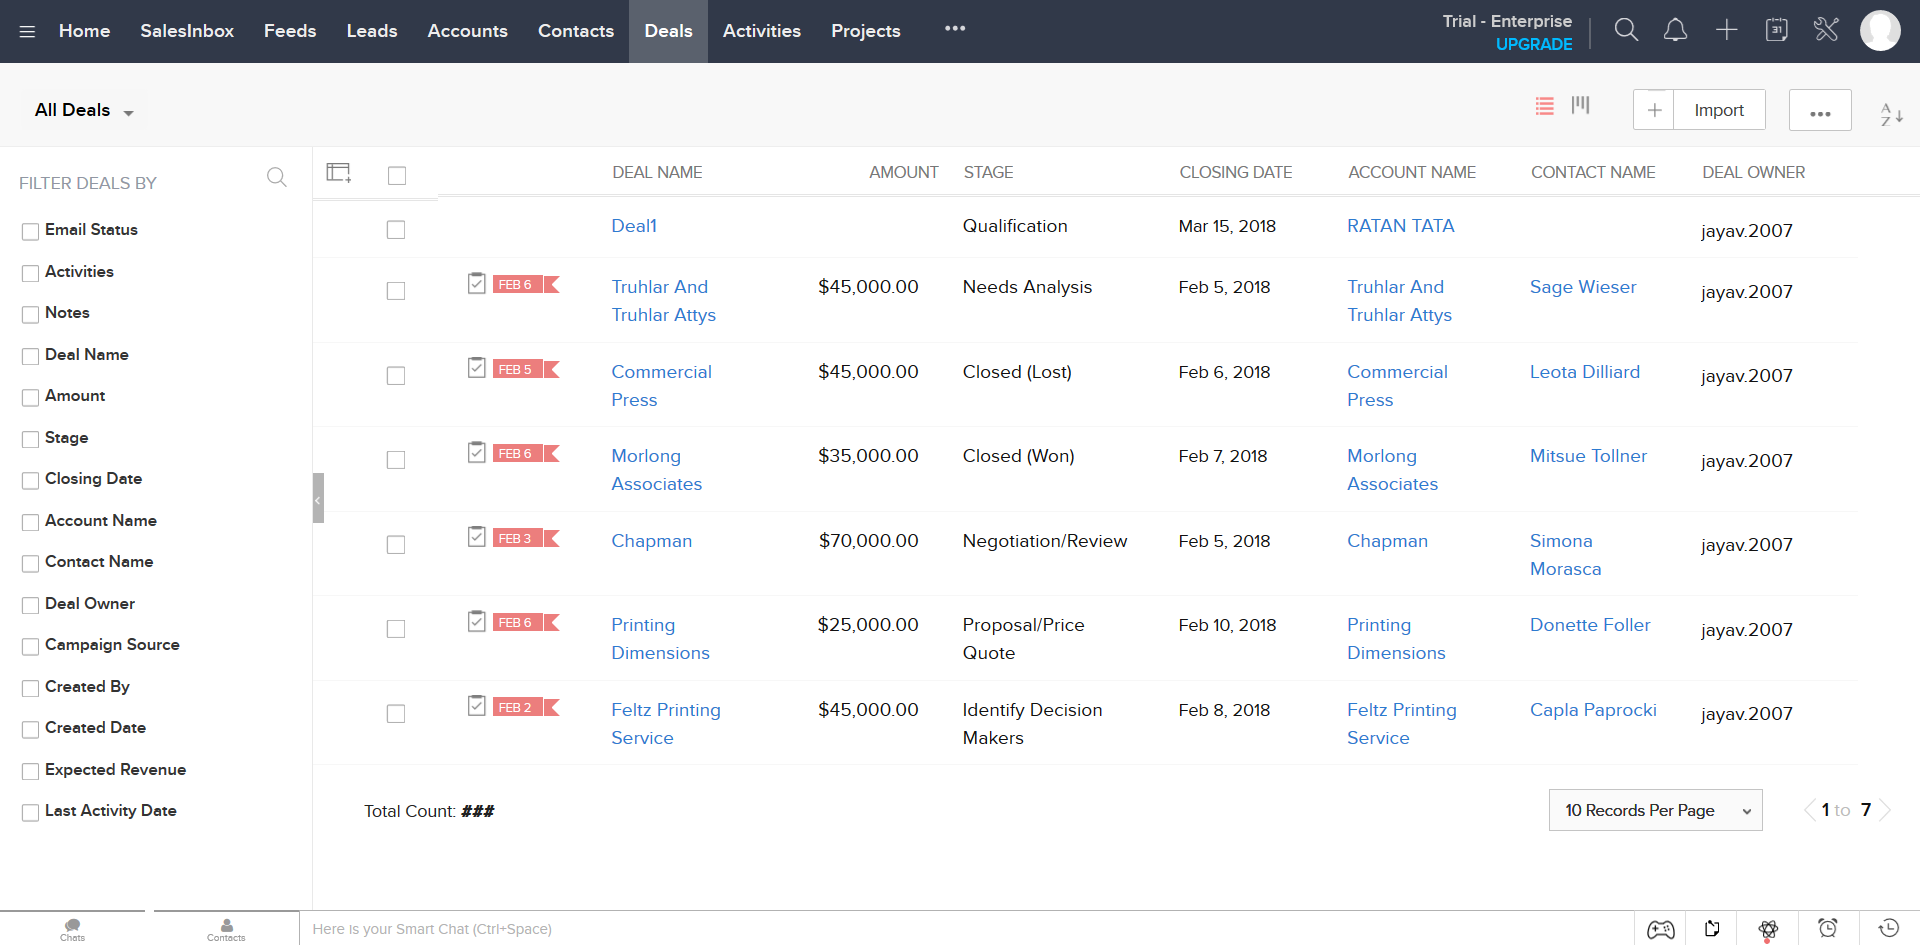 Home SalesInbox Feeds Leads Accounts Contacts Deals Activities Projects ••• Trial - Enterprise
UPGRADE
31
All Deals
Import
...
A
Z
FILTER DEALS BY
Email Status
Activities
Notes
Deal Name
Amount
Stage
Closing Date
Account Name
Contact Name
Deal Owner
Campaign Source
Created By
Created Date
Expected Revenue
Last Activity Date
DEAL NAME AMOUNT STAGE CLOSING DATE ACCOUNT NAME CONTACT NAME DEAL OWNER
Deal1 Qualification Mar 15, 2018 RATAN TATA jayav.2007
FEB 6 Truhlar And $45,000.00 Needs Analysis Feb 5, 2018 Truhlar And Sage Wieser jayav.2007
Truhlar Attys Truhlar Attys
FEB 5 Commercial $45,000.00 Closed (Lost) Feb 6, 2018 Commercial Leota Dilliard jayav.2007
Press Press
FEB 6 Morlong $35,000.00 Closed (Won) Feb 7, 2018 Morlong Mitsue Tollner jayav.2007
Associates Associates
FEB 3 Chapman $70,000.00 Negotiation/Review Feb 5, 2018 Chapman Simona jayav.2007
Morasca
FEB 6 Printing $25,000.00 Proposal/Price Feb 10, 2018 Printing Donette Foller jayav.2007
Dimensions Quote Dimensions
FEB 2 Feltz Printing $45,000.00 Identify Decision Feb 8, 2018 Feltz Printing Capla Paprocki jayav.2007
Service Makers Service
Total Count: ### 10 Records Per Page 1 to 7
Chats Contacts Here is your Smart Chat (Ctrl+Space)